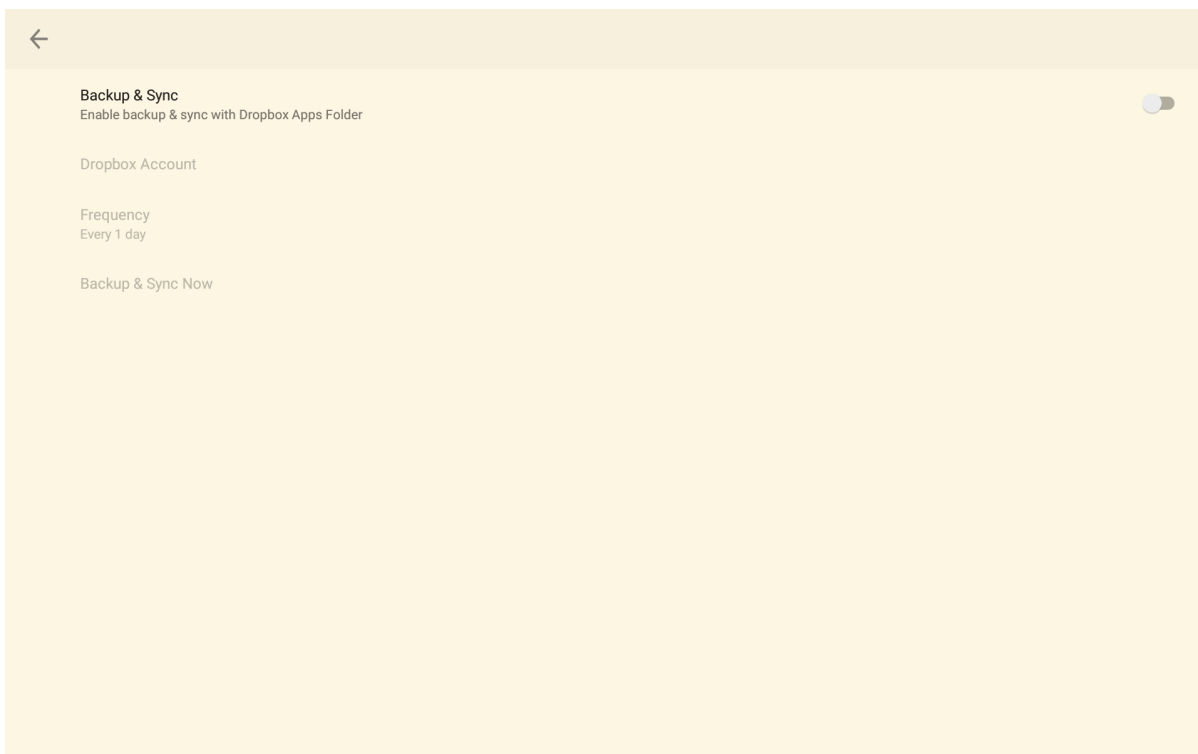 Backup & Sync
Enable backup & sync with Dropbox Apps Folder
Dropbox Account
Frequency
Every 1 day
Backup & Sync Now